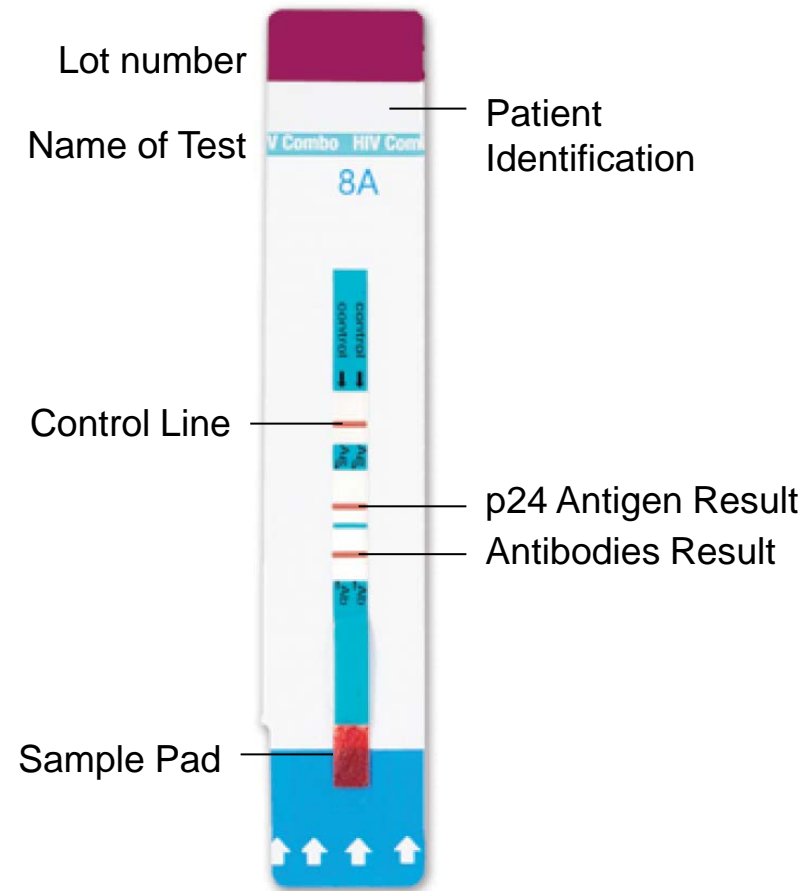 Lot number
Patient
Identification
Name of Test
V Combo HIV Com
8A
control
control
Control Line
Ag
Ag
p24 Antigen Result
Antibodies Result
Ab
Ab
Sample Pad